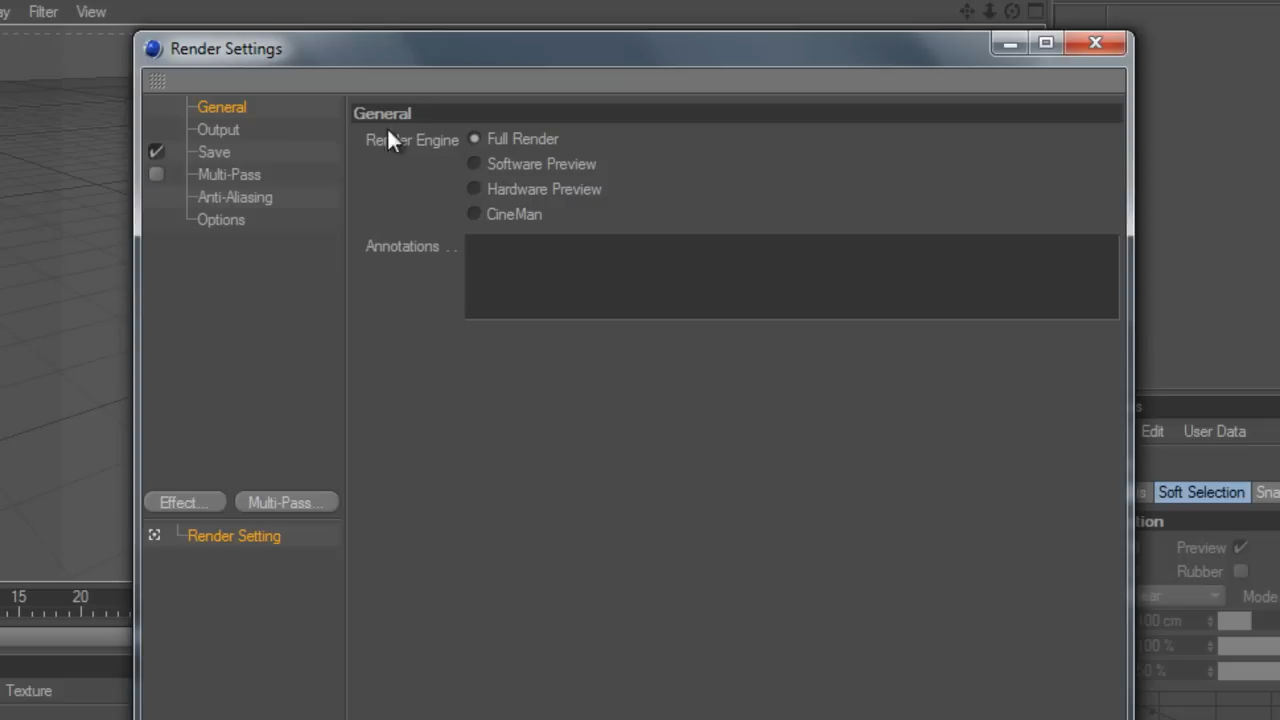 Filter View
Render Settings
General
Output
Save
Multi-Pass
Anti-Aliasing
Options
General
Render Engine
Full Render
Software Preview
Hardware Preview
CineMan
Annotations . .
Effect...
Multi-Pass...
Render Setting
Edit User Data
Soft Selection
Preview
Rubber
Mode
15 20
Texture